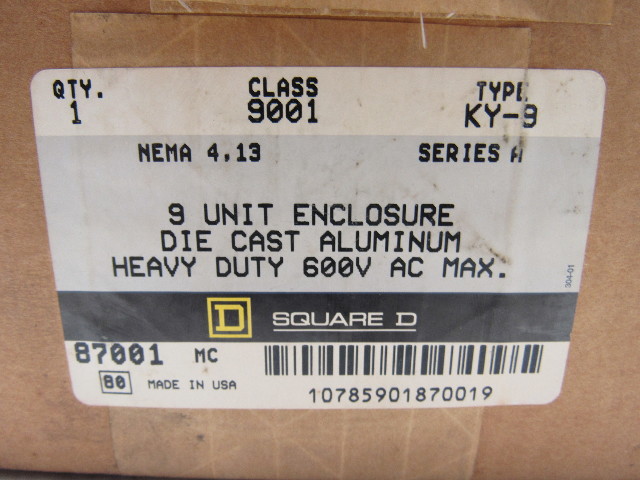 QTY. CLASS TYPE
1 9001 KY-9
NEMA 4,13 SERIES A
9 UNIT ENCLOSURE
DIE CAST ALUMINUM
HEAVY DUTY 600V AC MAX.
304-01
D SQUARE D
87001 MC
80 MADE IN USA
10785901870019